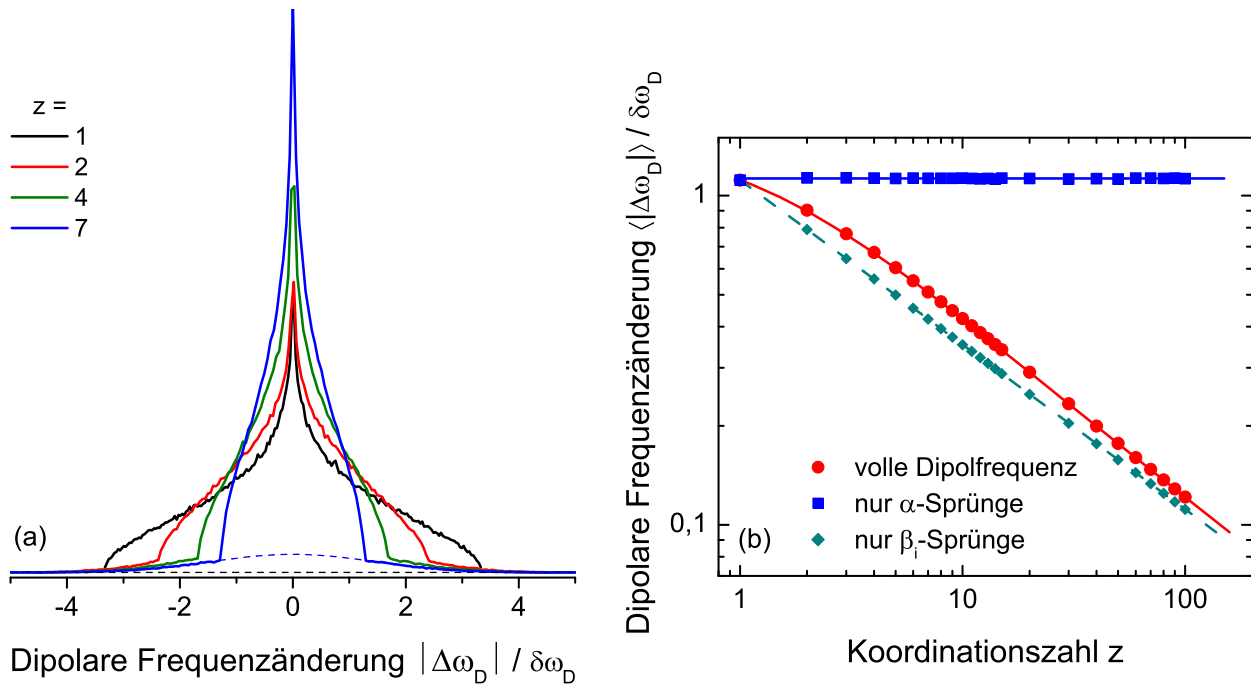 z =
1
2
4
7
(a)
-4 -2 0 2 4
Dipolare Frequenzänderung |Δω_D| / δω_D
Dipolare Frequenzänderung ⟨|Δω_D|⟩ / δω_D
1
0,1
volle Dipolfrequenz
nur α-Sprünge
nur β_i-Sprünge
(b)
1 10 100
Koordinationszahl z